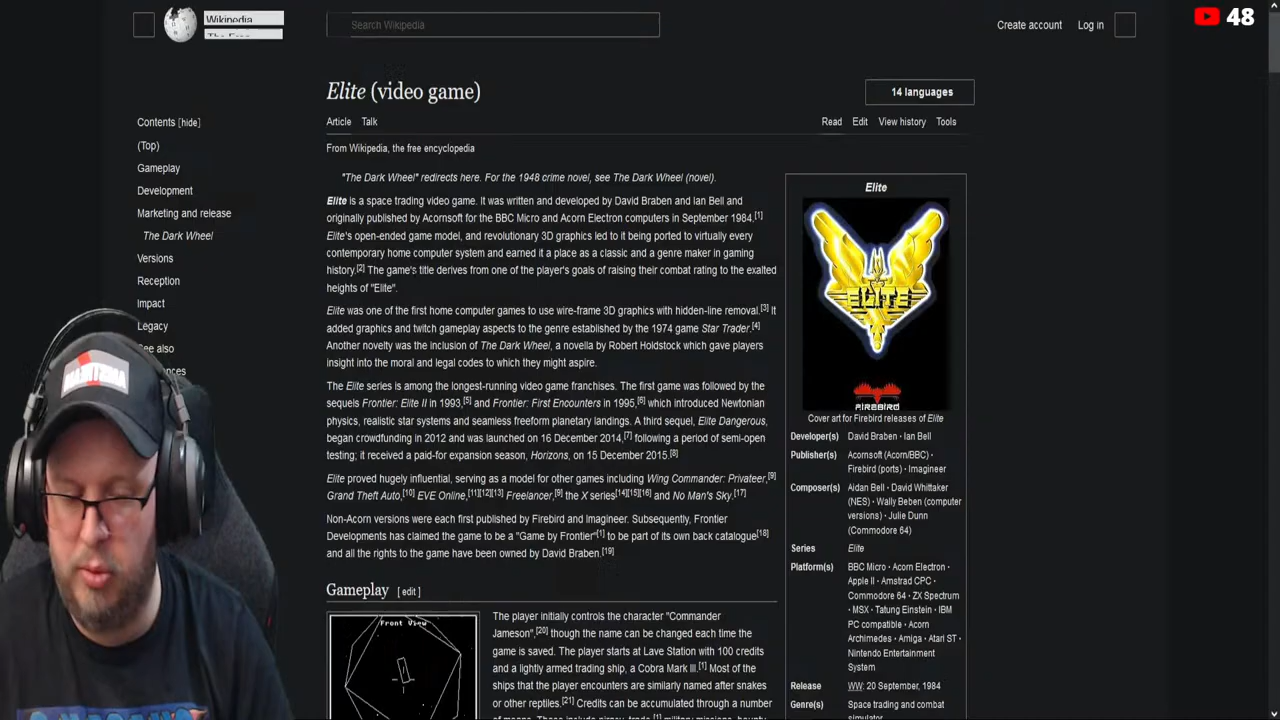 Wikipedia
The Free
Search Wikipedia
Create account
Log in
48
Elite (video game)
14 languages
Article
Talk
Read
Edit
View history
Tools
From Wikipedia, the free encyclopedia
Contents [hide]
(Top)
Gameplay
Development
Marketing and release
The Dark Wheel
Versions
Reception
Impact
Legacy
See also
"The Dark Wheel" redirects here. For the 1948 crime novel, see The Dark Wheel (novel).
Elite is a space trading video game. It was written and developed by David Braben and Ian Bell and
originally published by Acornsoft for the BBC Micro and Acorn Electron computers in September 1984.[1]
Elite's open-ended game model, and revolutionary 3D graphics led to it being ported to virtually every
contemporary home computer system and earned it a place as a classic and a genre maker in gaming
history.[2] The game's title derives from one of the player's goals of raising their combat rating to the exalted
heights of "Elite".
Elite was one of the first home computer games to use wire-frame 3D graphics with hidden-line removal.[3] It
added graphics and twitch gameplay aspects to the genre established by the 1974 game Star Trader.[4]
Another novelty was the inclusion of The Dark Wheel, a novella by Robert Holdstock which gave players
insight into the moral and legal codes to which they might aspire.
The Elite series is among the longest-running video game franchises. The first game was followed by the
sequels Frontier: Elite II in 1993,[5] and Frontier: First Encounters in 1995,[6] which introduced Newtonian
physics, realistic star systems and seamless freeform planetary landings. A third sequel, Elite Dangerous,
began crowdfunding in 2012 and was launched on 16 December 2014,[7] following a period of semi-open
testing; it received a paid-for expansion season, Horizons, on 15 December 2015.[8]
Elite proved hugely influential, serving as a model for other games including Wing Commander: Privateer,[9]
Grand Theft Auto,[10] EVE Online,[11][12][13] Freelancer,[9] the X series[14][15][16] and No Man's Sky.[17]
Non-Acorn versions were each first published by Firebird and Imagineer. Subsequently, Frontier
Developments has claimed the game to be a "Game by Frontier"[1] to be part of its own back catalogue[18]
and all the rights to the game have been owned by David Braben.[19]
Gameplay [ edit ]
Front View
The player initially controls the character "Commander
Jameson",[20] though the name can be changed each time the
game is saved. The player starts at Lave Station with 100 credits
and a lightly armed trading ship, a Cobra Mark III.[1] Most of the
ships that the player encounters are similarly named after snakes
or other reptiles.[21] Credits can be accumulated through a number
Elite
ELITE
FIREBIRD
Cover art for Firebird releases of Elite
Developer(s) David Braben · Ian Bell
Publisher(s) Acornsoft (Acorn/BBC) ·
Firebird (ports) · Imagineer
Composer(s) Aidan Bell · David Whittaker
(NES) · Wally Beben (computer
versions) · Julie Dunn
(Commodore 64)
Series Elite
Platform(s) BBC Micro · Acorn Electron ·
Apple II · Amstrad CPC ·
Commodore 64 · ZX Spectrum
· MSX · Tatung Einstein · IBM
PC compatible · Acorn
Archimedes · Amiga · Atari ST ·
Nintendo Entertainment
System
Release WW: 20 September, 1984
Genre(s) Space trading and combat
simulator